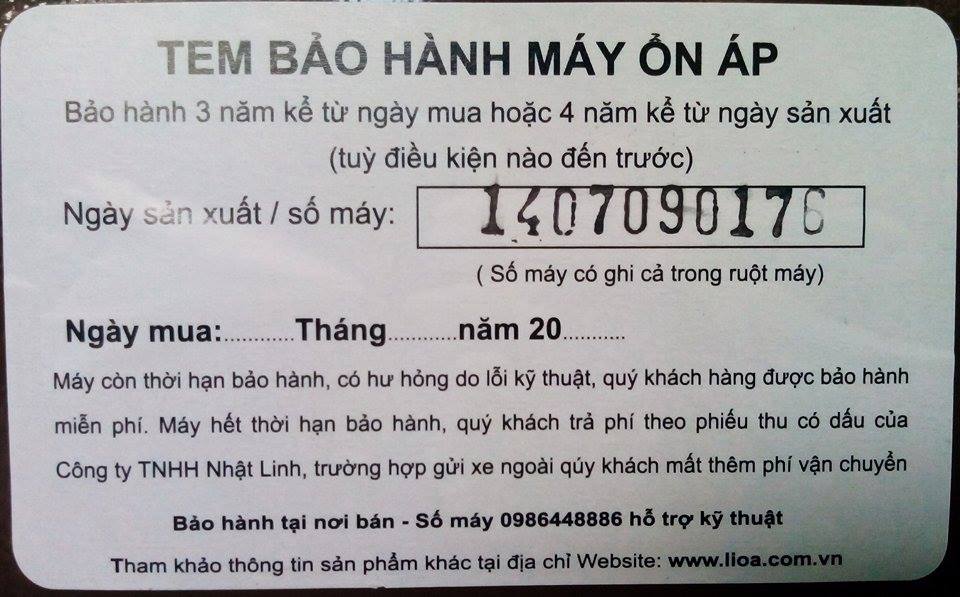 TEM BẢO HÀNH MÁY ỔN ÁP
Bảo hành 3 năm kể từ ngày mua hoặc 4 năm kể từ ngày sản xuất
(tuỳ điều kiện nào đến trước)
Ngày sản xuất / số máy: 1407090176
( Số máy có ghi cả trong ruột máy)
Ngày mua:............Tháng............năm 20...........
Máy còn thời hạn bảo hành, có hư hỏng do lỗi kỹ thuật, quý khách hàng được bảo hành
miễn phí. Máy hết thời hạn bảo hành, quý khách trả phí theo phiếu thu có dấu của
Công ty TNHH Nhật Linh, trường hợp gửi xe ngoài qúy khách mất thêm phí vận chuyển
Bảo hành tại nơi bán - Số máy 0986448886 hỗ trợ kỹ thuật
Tham khảo thông tin sản phẩm khác tại địa chỉ Website: www.lioa.com.vn